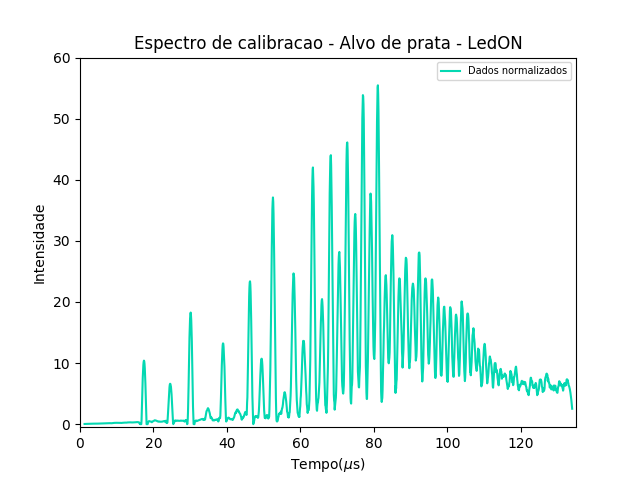 Espectro de calibracao - Alvo de prata - LedON
Dados normalizados
60
50
40
30
20
10
0
Intensidade
0 20 40 60 80 100 120
Tempo(μs)